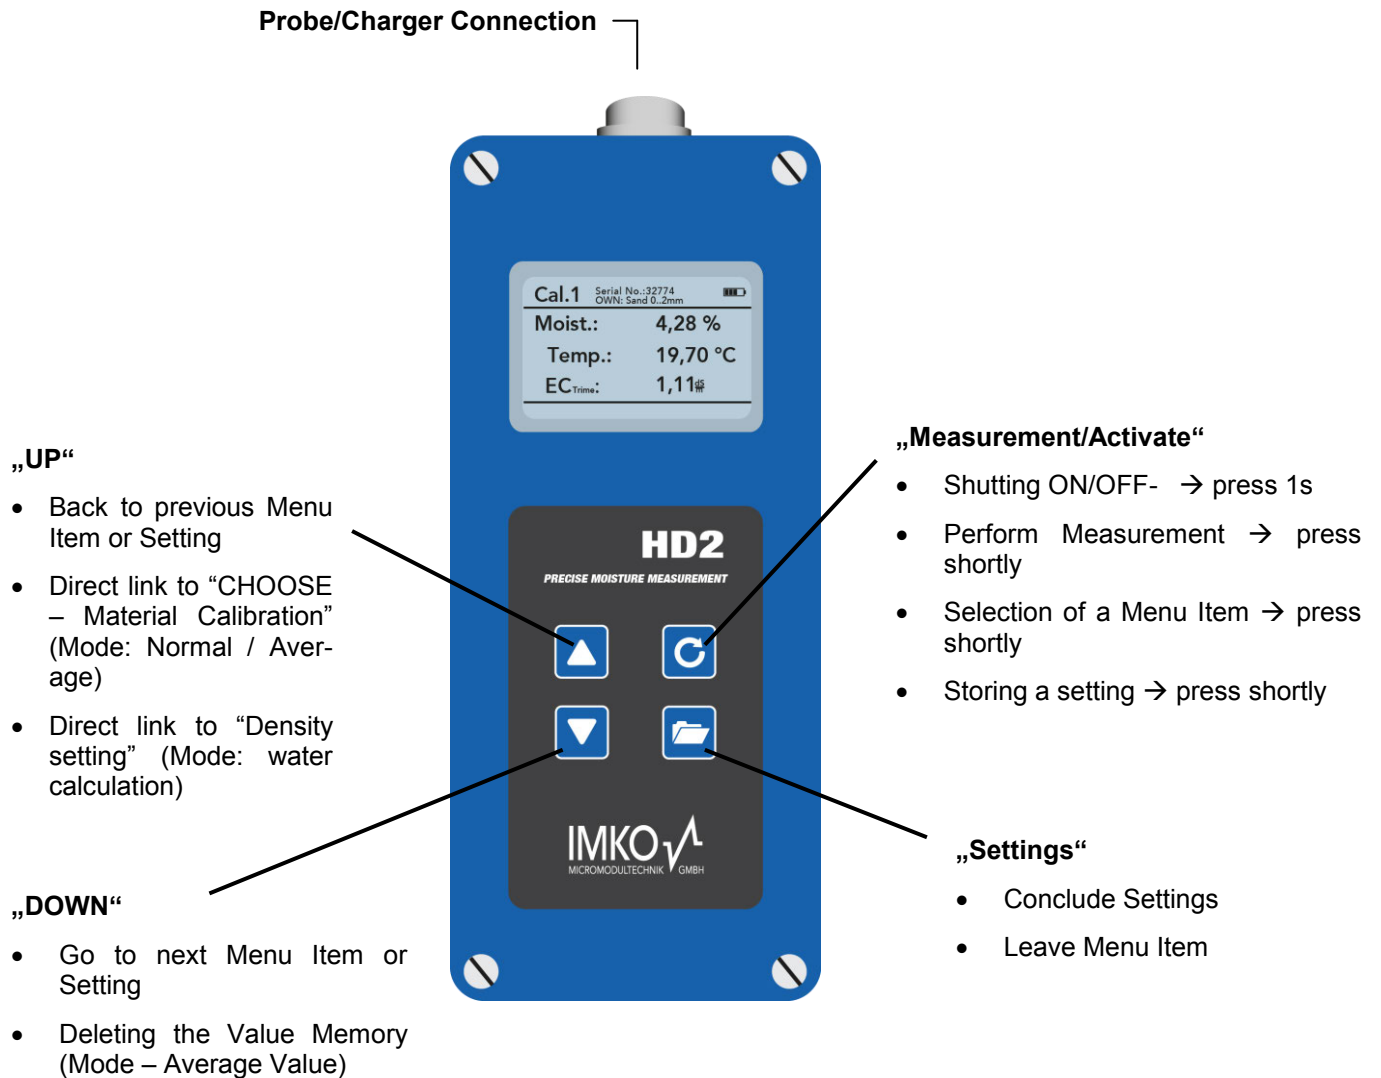 Probe/Charger Connection
Cal.1 Serial No.:32774
OWN: Sand 0..2mm
Moist.: 4,28 %
Temp.: 19,70 °C
ECTrime: 1,11 dS/m
HD2
PRECISE MOISTURE MEASUREMENT
IMKO
MICROMODULTECHNIK GMBH
„UP“
• Back to previous Menu
Item or Setting
• Direct link to “CHOOSE
– Material Calibration”
(Mode: Normal / Aver-
age)
• Direct link to “Density
setting” (Mode: water
calculation)
„DOWN“
• Go to next Menu Item or
Setting
• Deleting the Value Memory
(Mode – Average Value)
„Measurement/Activate“
• Shutting ON/OFF- → press 1s
• Perform Measurement → press
shortly
• Selection of a Menu Item → press
shortly
• Storing a setting → press shortly
„Settings“
• Conclude Settings
• Leave Menu Item